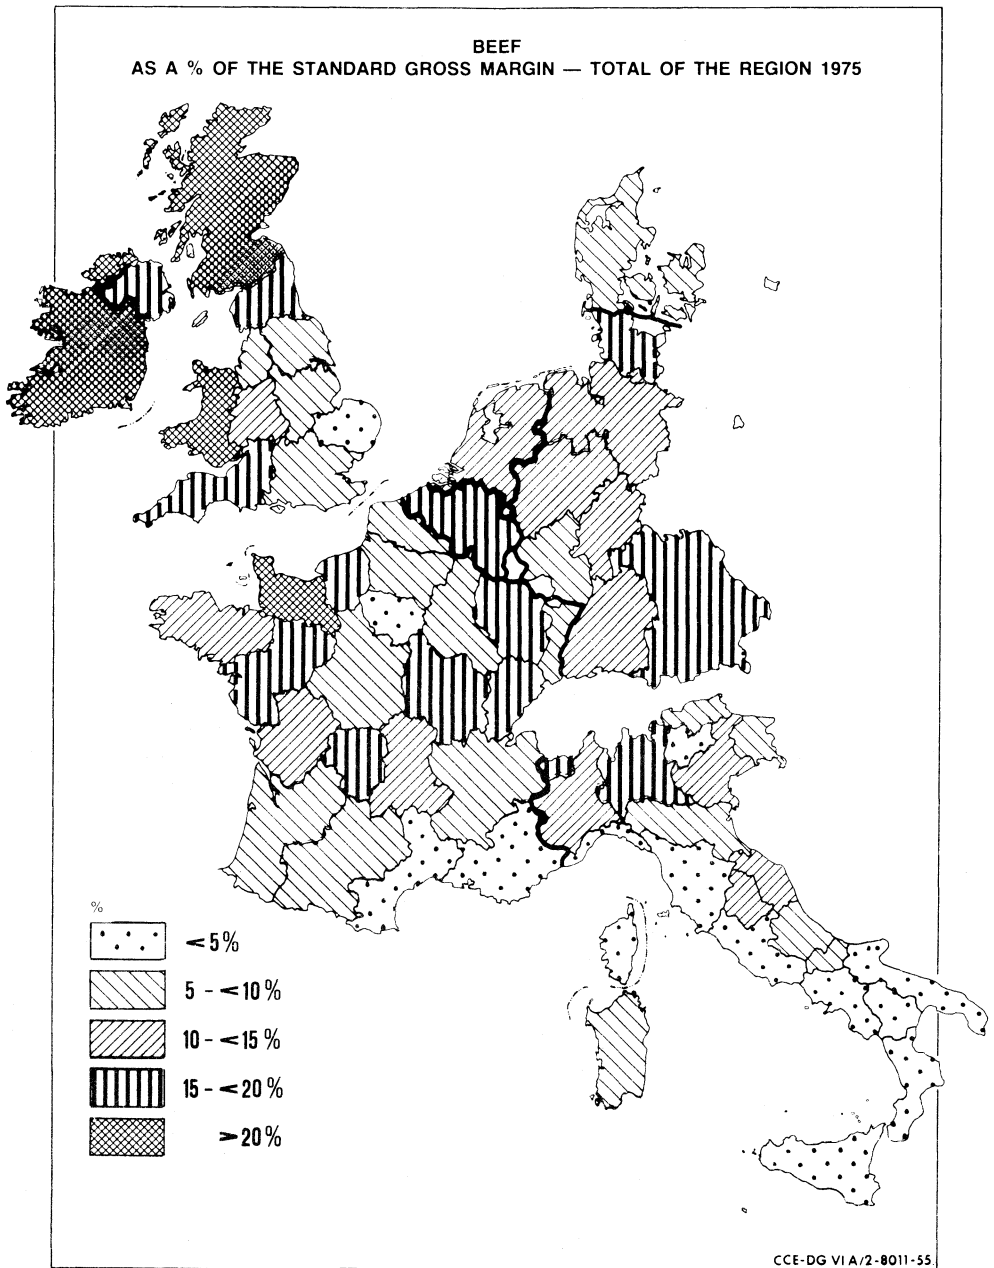 BEEF
AS A % OF THE STANDARD GROSS MARGIN — TOTAL OF THE REGION 1975
%
<5%
5 - <10%
10 - <15%
15 - <20%
>20%
CCE-DG VI A/2-8011-55